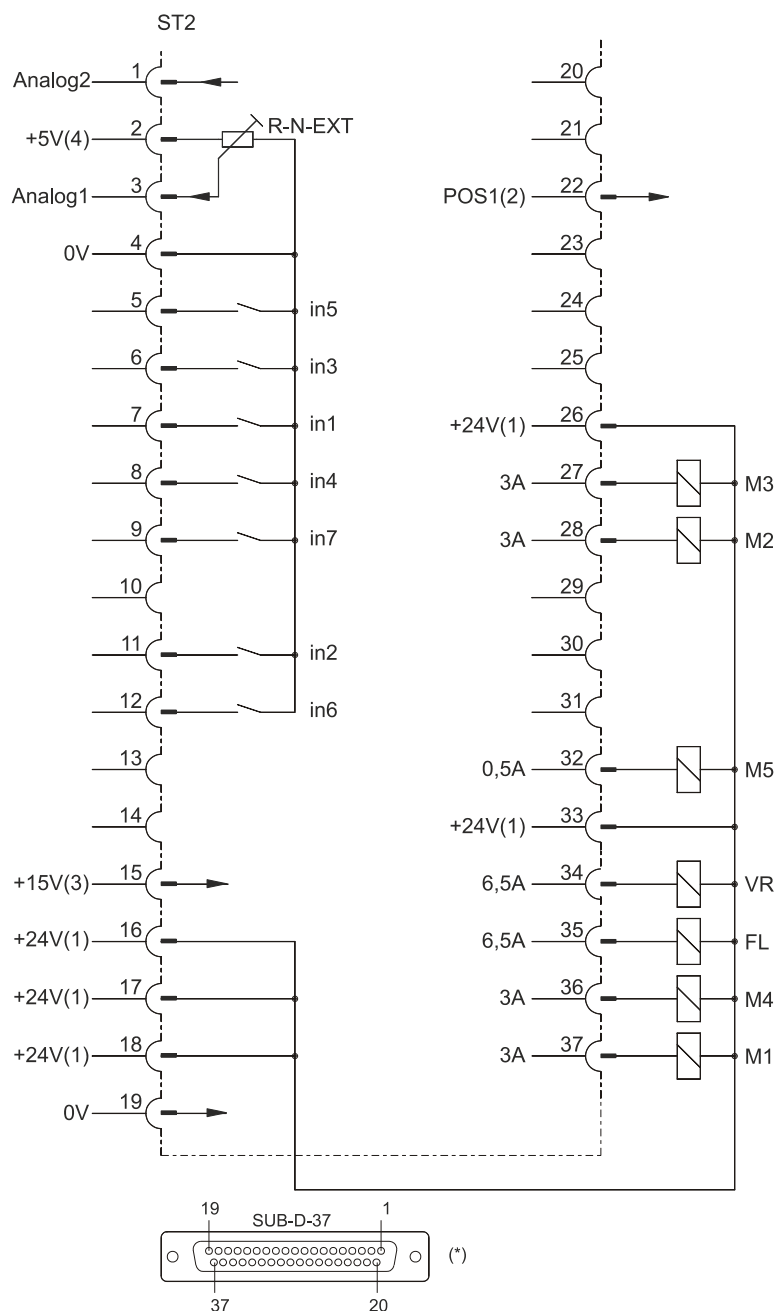 ST2
Analog2 1
+5V(4) 2 R-N-EXT
Analog1 3
0V 4
5 in5
6 in3
7 in1
8 in4
9 in7
10
11 in2
12 in6
13
14
+15V(3) 15
+24V(1) 16
+24V(1) 17
+24V(1) 18
0V 19
20
21
POS1(2) 22
23
24
25
+24V(1) 26
3A 27 M3
3A 28 M2
29
30
31
0,5A 32 M5
+24V(1) 33
6,5A 34 VR
6,5A 35 FL
3A 36 M4
3A 37 M1
19 SUB-D-37 1
(*)
37 20